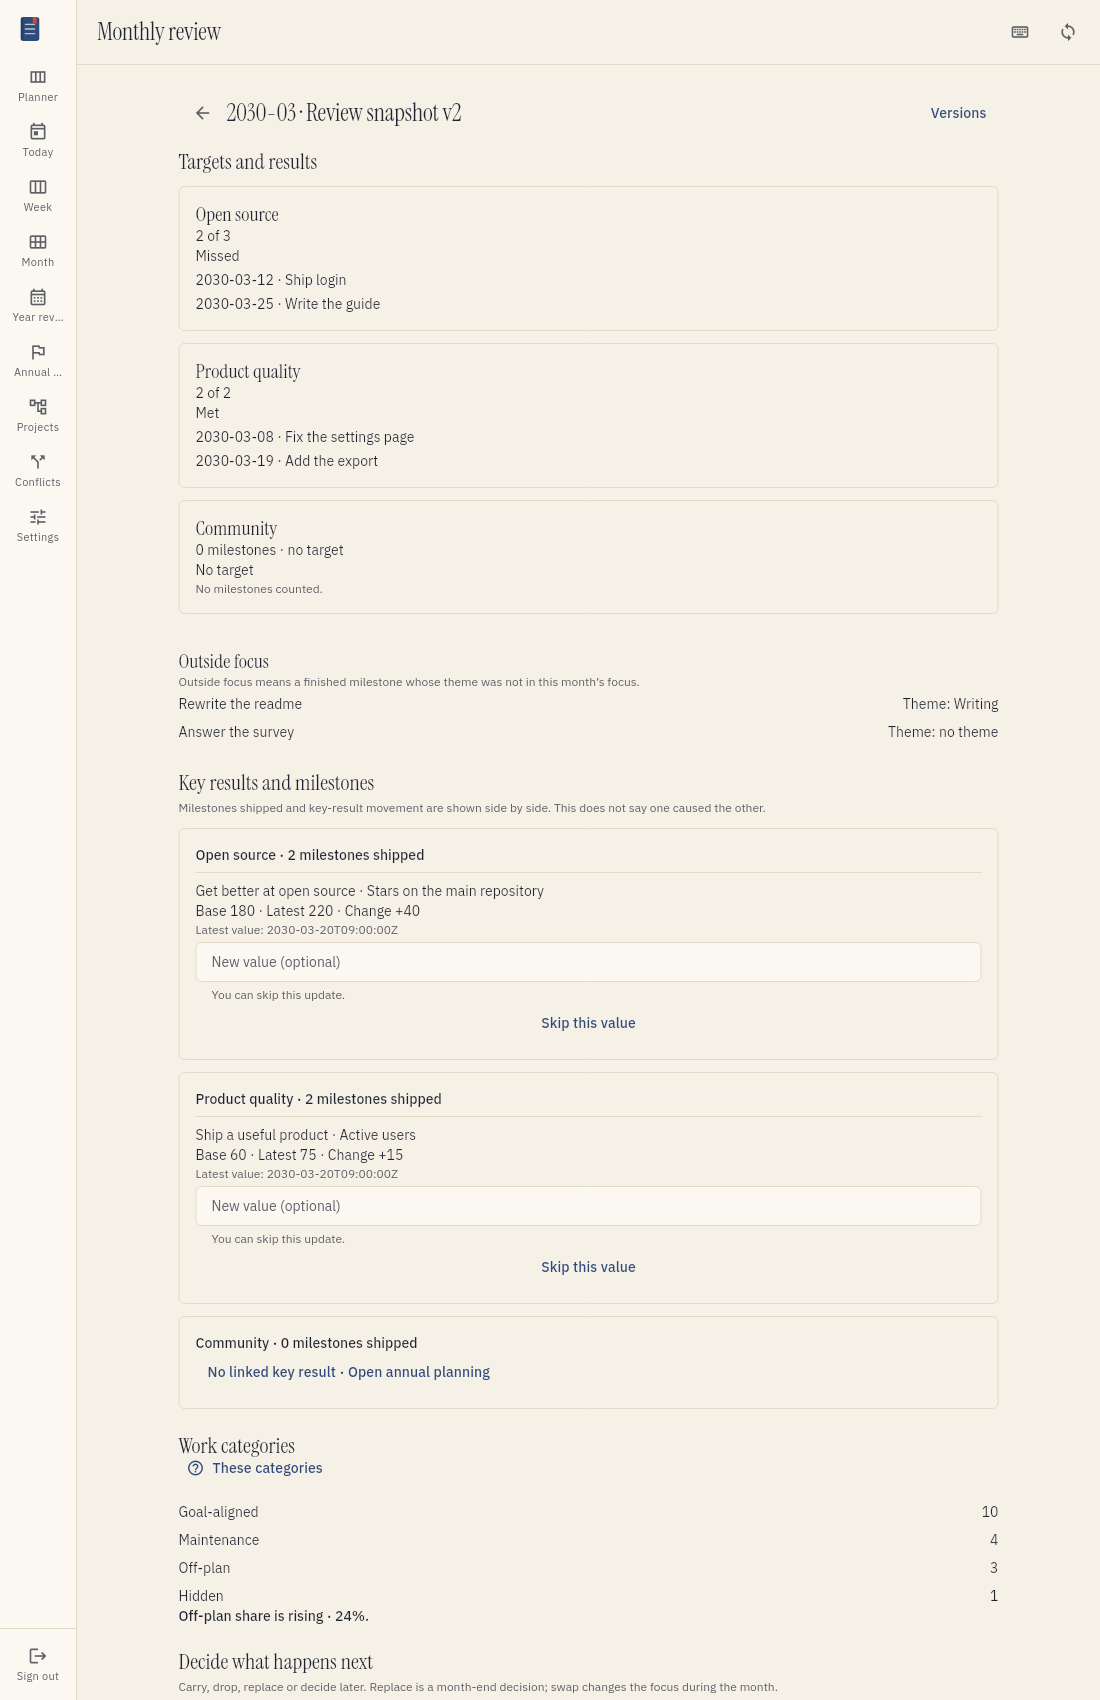 Monthly review
Planner
Today
Week
Month
Year rev...
Annual ...
Projects
Conflicts
Settings
Sign out
2030-03 · Review snapshot v2
Versions
Targets and results
Open source
2 of 3
Missed
2030-03-12 · Ship login
2030-03-25 · Write the guide
Product quality
2 of 2
Met
2030-03-08 · Fix the settings page
2030-03-19 · Add the export
Community
0 milestones · no target
No target
No milestones counted.
Outside focus
Outside focus means a finished milestone whose theme was not in this month's focus.
Rewrite the readme Theme: Writing
Answer the survey Theme: no theme
Key results and milestones
Milestones shipped and key-result movement are shown side by side. This does not say one caused the other.
Open source · 2 milestones shipped
Get better at open source · Stars on the main repository
Base 180 · Latest 220 · Change +40
Latest value: 2030-03-20T09:00:00Z
New value (optional)
You can skip this update.
Skip this value
Product quality · 2 milestones shipped
Ship a useful product · Active users
Base 60 · Latest 75 · Change +15
Latest value: 2030-03-20T09:00:00Z
New value (optional)
You can skip this update.
Skip this value
Community · 0 milestones shipped
No linked key result · Open annual planning
Work categories
These categories
Goal-aligned 10
Maintenance 4
Off-plan 3
Hidden 1
Off-plan share is rising · 24%.
Decide what happens next
Carry, drop, replace or decide later. Replace is a month-end decision; swap changes the focus during the month.